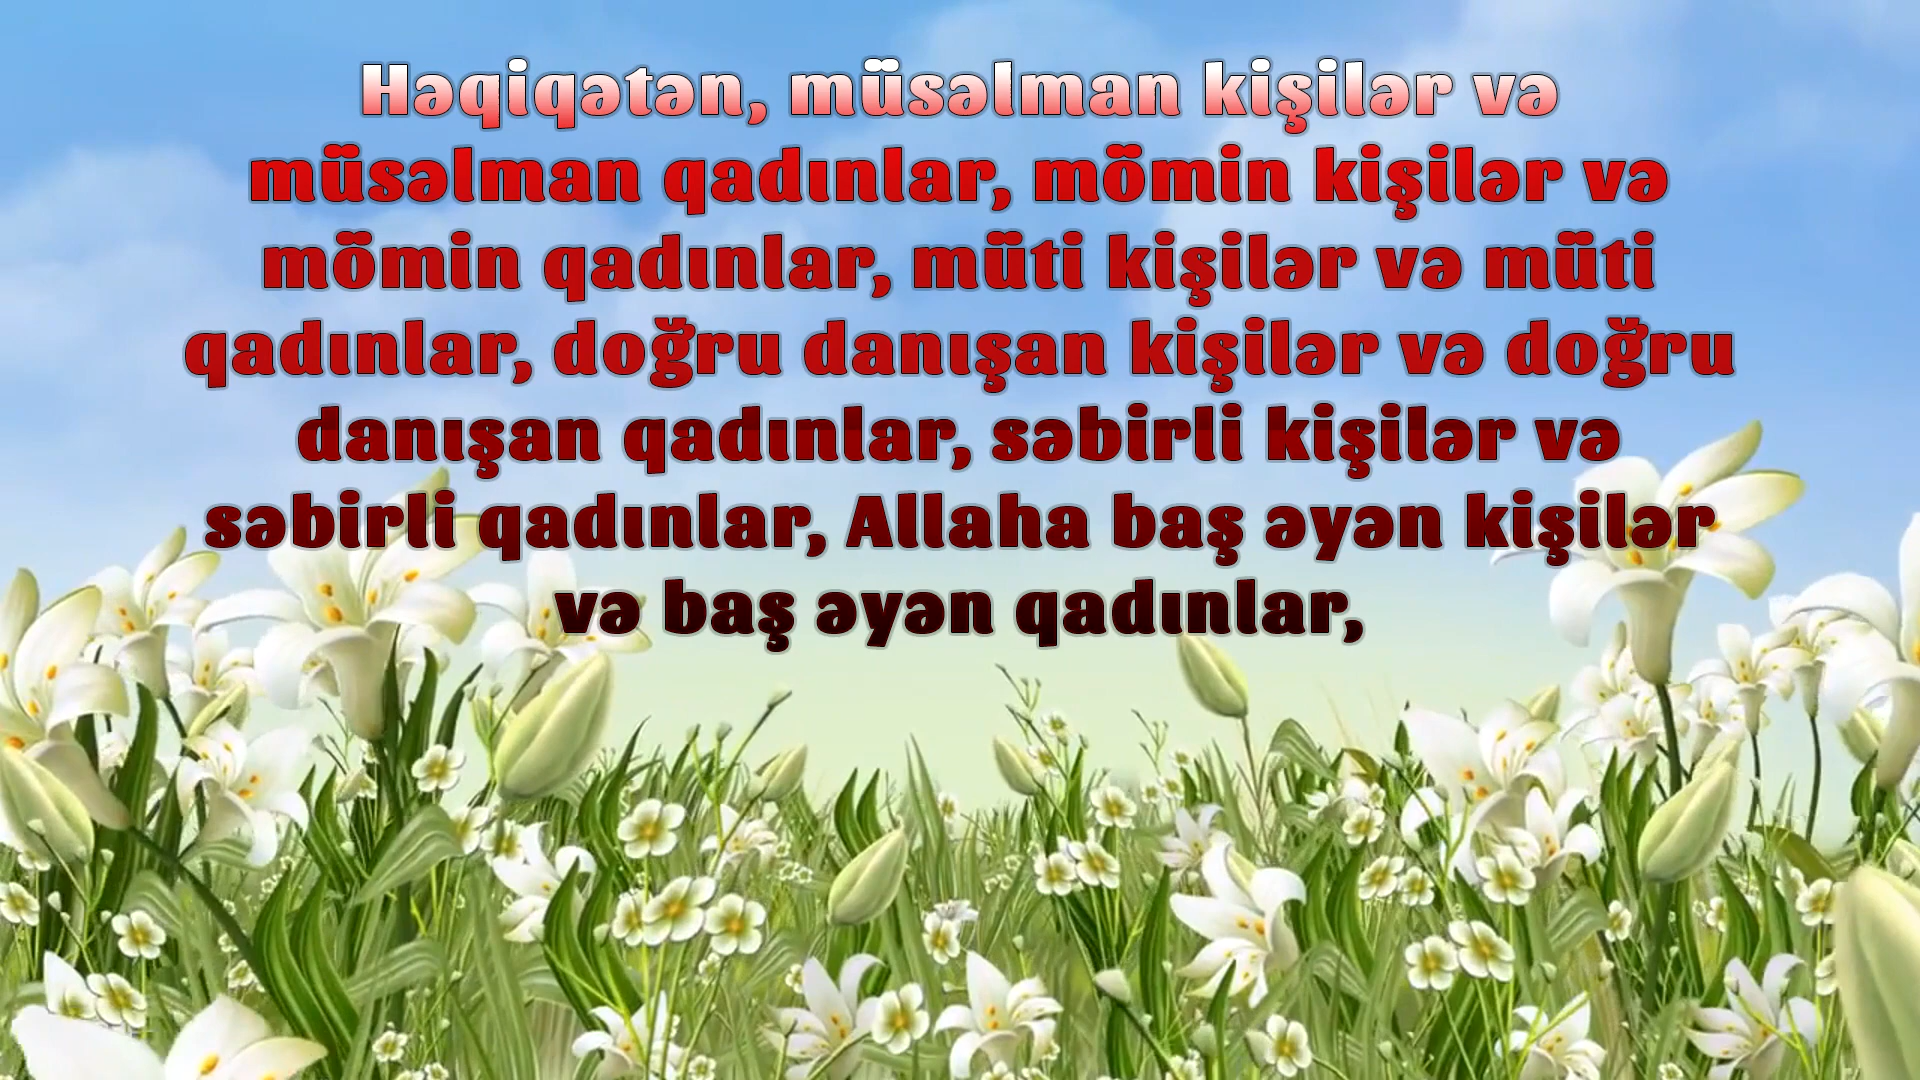 Həqiqətən, müsəlman kişilər və
müsəlman qadınlar, mömin kişilər və
mömin qadınlar, müti kişilər və müti
qadınlar, doğru danışan kişilər və doğru
danışan qadınlar, səbirli kişilər və
səbirli qadınlar, Allaha baş əyən kişilər
və baş əyən qadınlar,